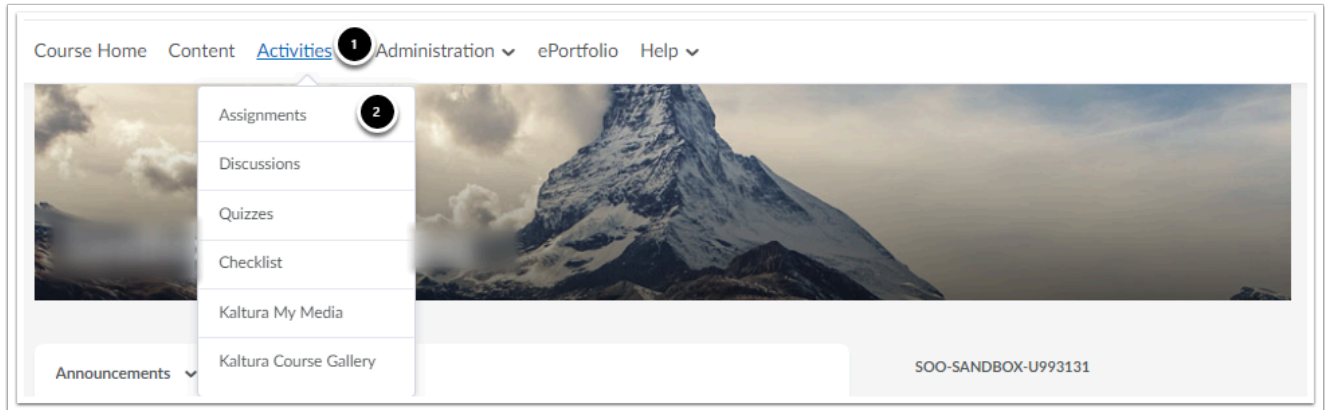 Course Home Content Activities 1 Administration ePortfolio Help
Assignments 2
Discussions
Quizzes
Checklist
Kaltura My Media
Kaltura Course Gallery
Announcements
SOO-SANDBOX-U993131